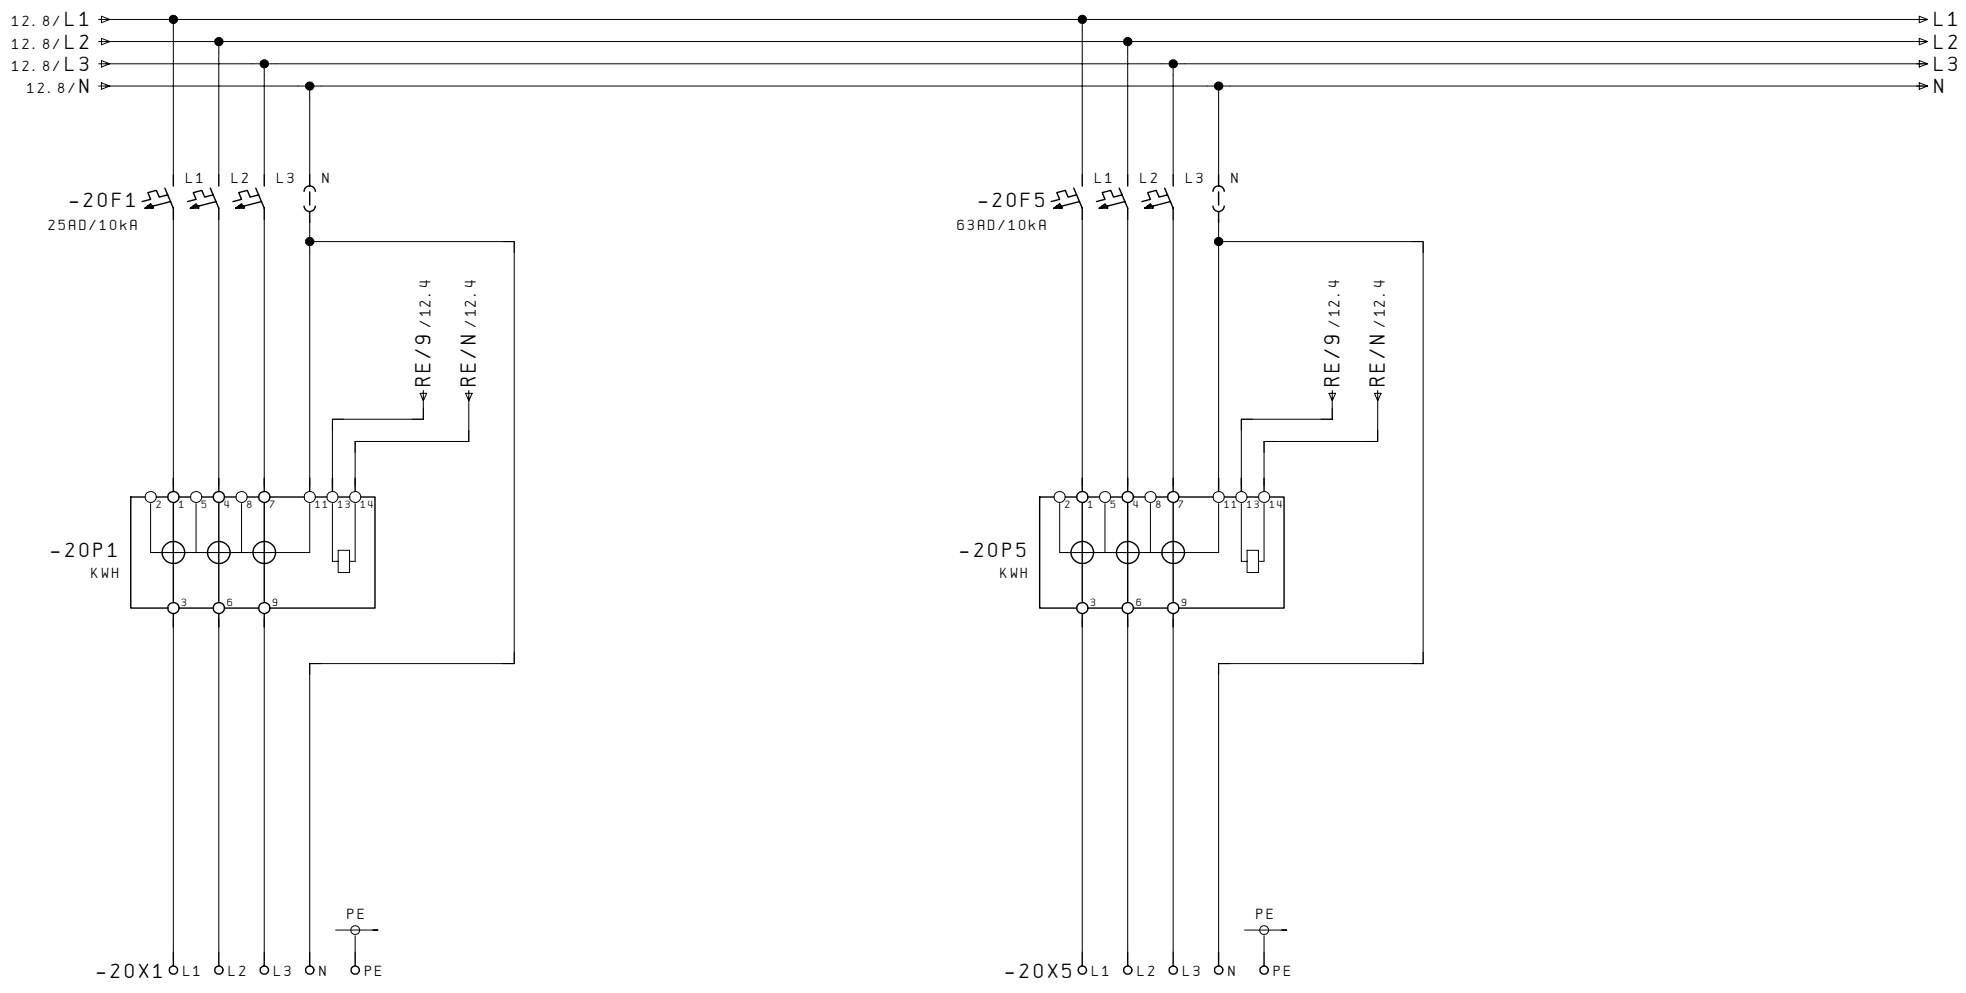 12.8/L1 L1
12.8/L2 L2
12.8/L3 L3
12.8/N N
L1 L2 L3 N
-20F1
25AD/10kA
L1 L2 L3 N
-20F5
63AD/10kA
RE/9 /12.4
RE/N /12.4
RE/9 /12.4
RE/N /12.4
2 1 5 4 8 7 11 13 14
-20P1
KWH
3 6 9
2 1 5 4 8 7 11 13 14
-20P5
KWH
3 6 9
PE
-20X1 L1 L2 L3 N PE
PE
-20X5 L1 L2 L3 N PE